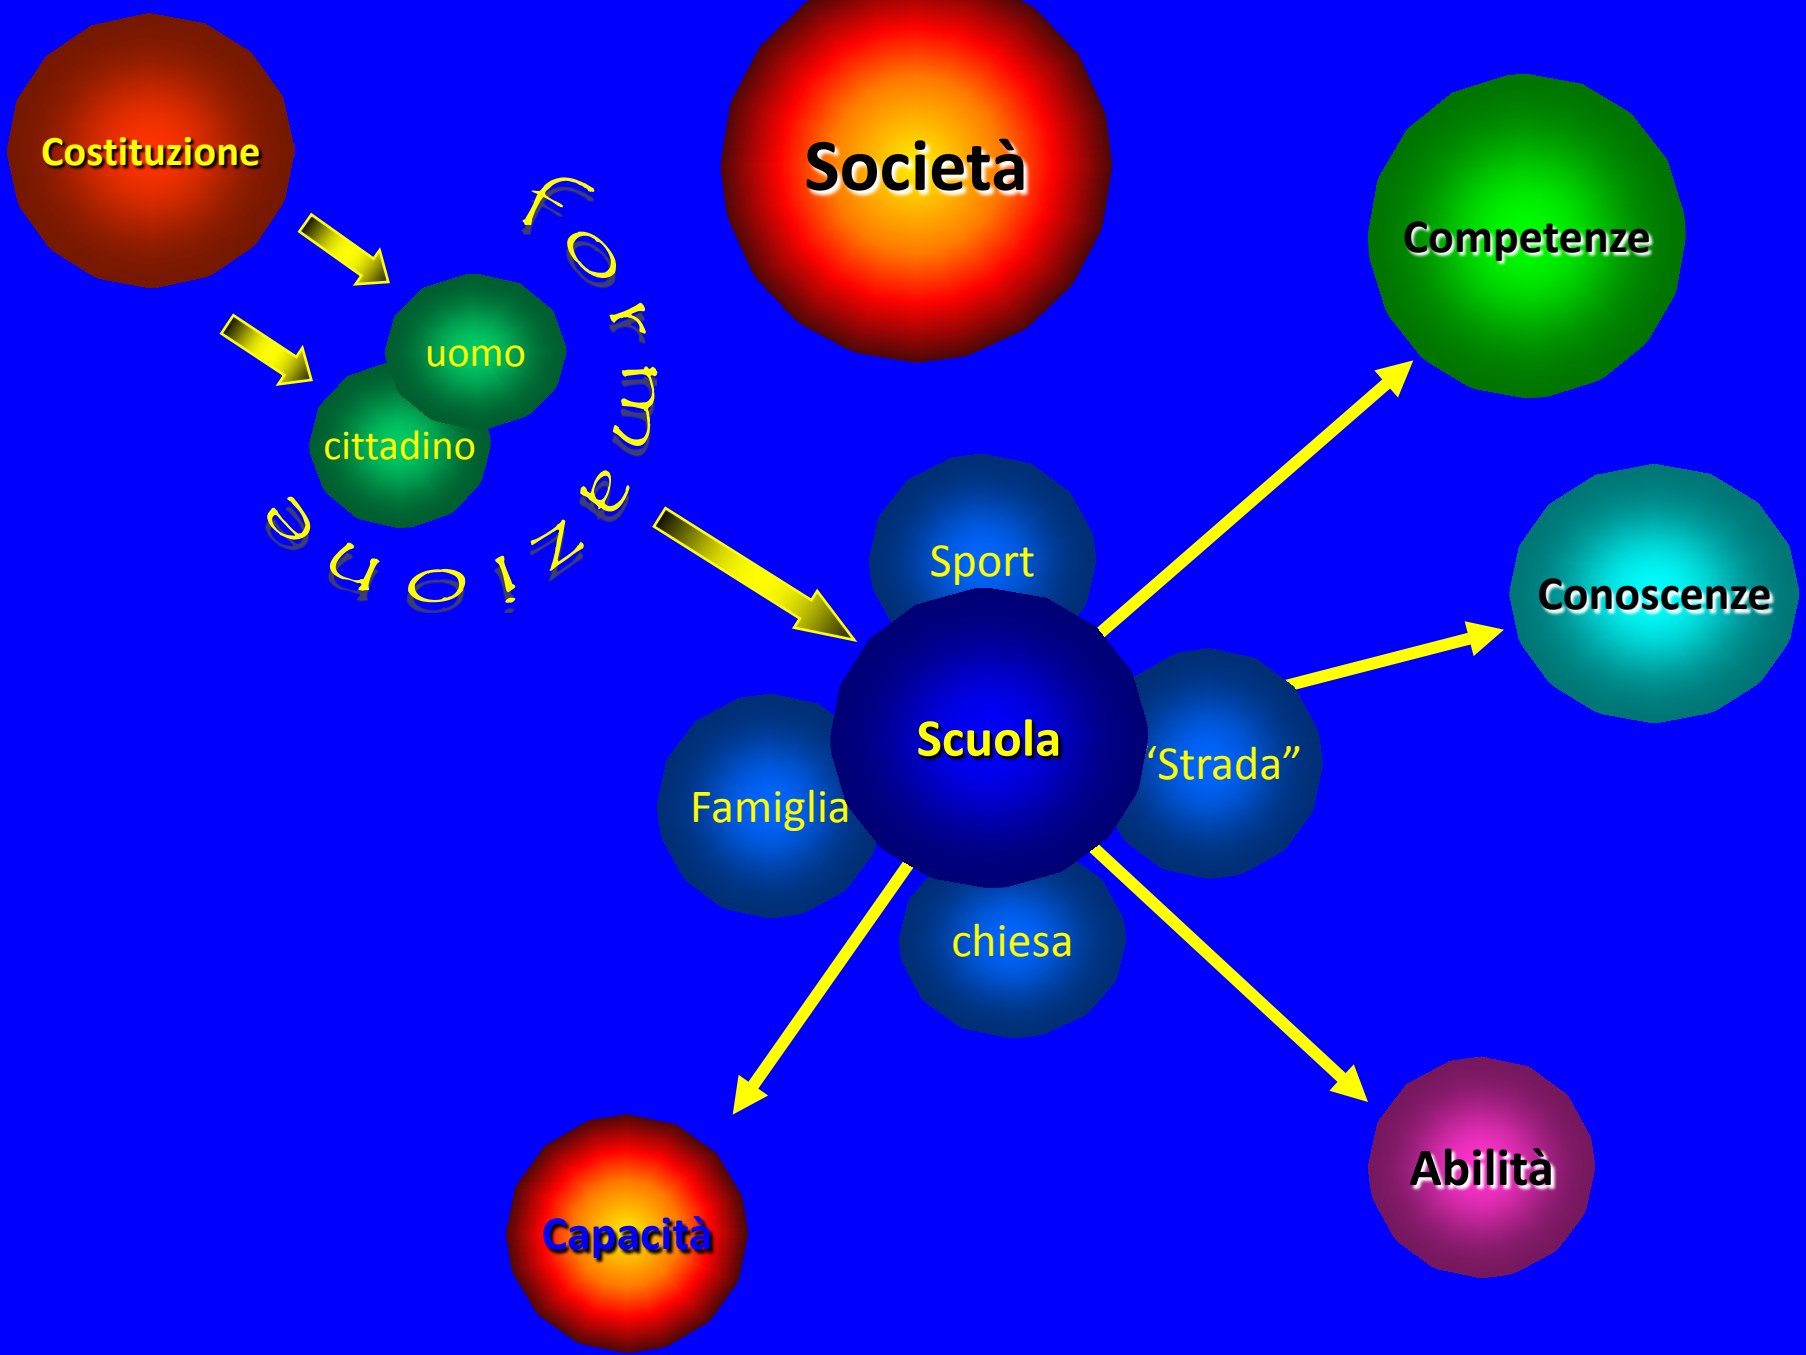 Costituzione
Società
Competenze
formazione
uomo
cittadino
Sport
Conoscenze
Scuola
“Strada”
Famiglia
chiesa
Abilità
Capacità